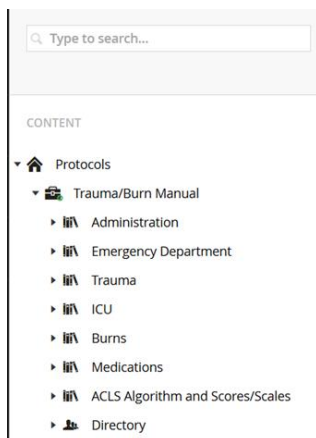 Type to search...
CONTENT
Protocols
Trauma/Burn Manual
Administration
Emergency Department
Trauma
ICU
Burns
Medications
ACLS Algorithm and Scores/Scales
Directory